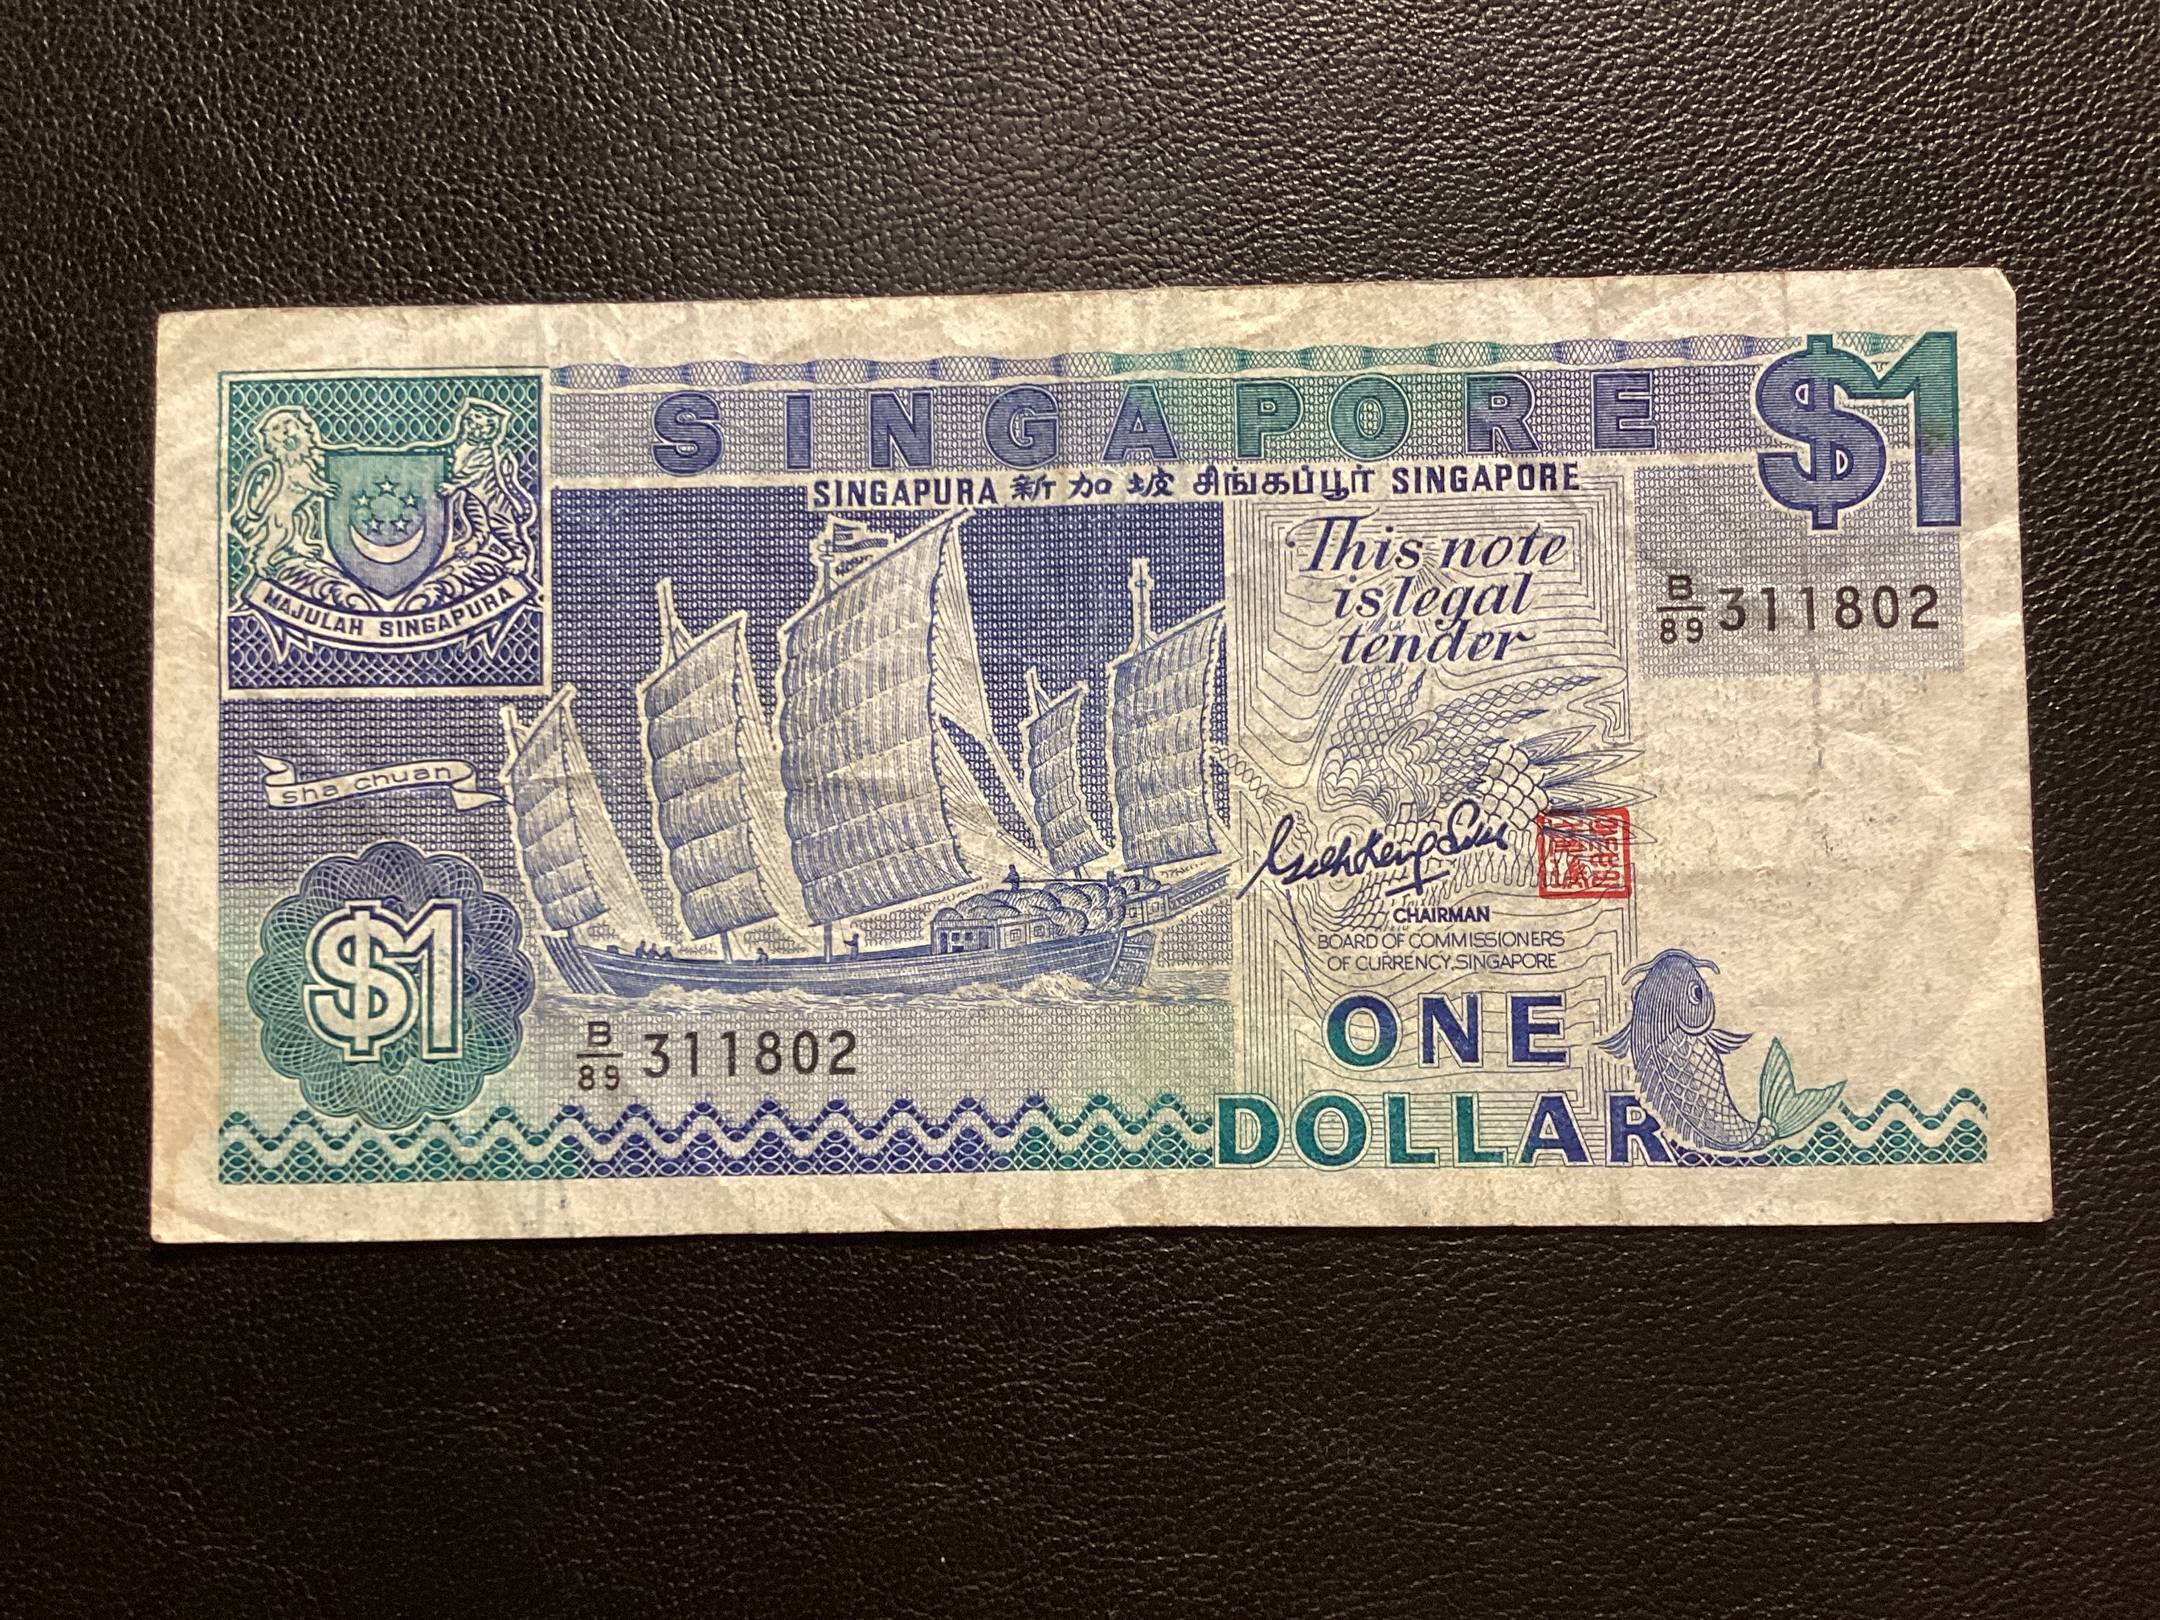 SINGAPORE $1
SINGAPURA 新加坡 சிங்கப்பூர் SINGAPORE
MAJULAH SINGAPURA
This note
is legal
tender
B/89 311802
sha chuan
$1
CHAIRMAN
BOARD OF COMMISSIONERS
OF CURRENCY, SINGAPORE
B/89 311802
ONE
DOLLAR